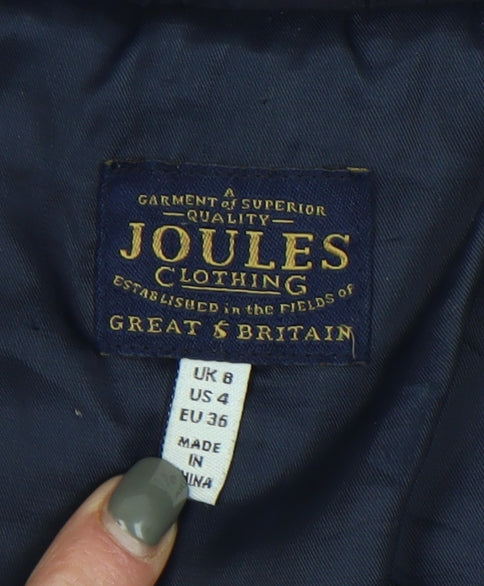 A
GARMENT of SUPERIOR
QUALITY
JOULES
CLOTHING
ESTABLISHED in the FIELDS of
GREAT & BRITAIN
UK 8
US 4
EU 36
MADE
IN